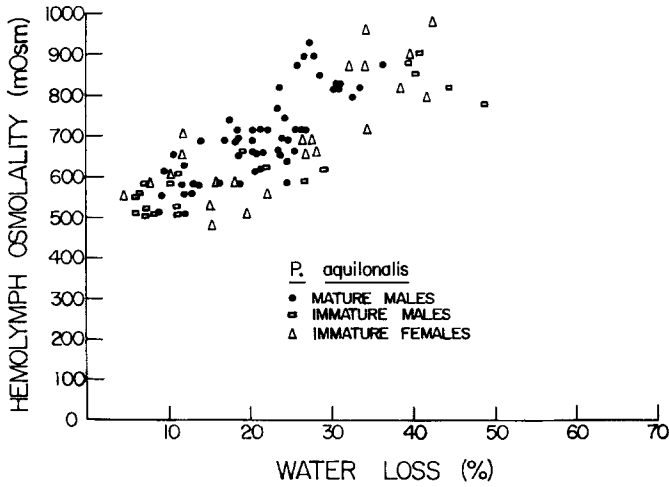 HEMOLYMPH OSMOLALITY (mOsm)
1000
900
800
700
600
500
400
300
200
100
0
P. aquilonalis
MATURE MALES
IMMATURE MALES
IMMATURE FEMALES
10 20 30 40 50 60 70
WATER LOSS (%)